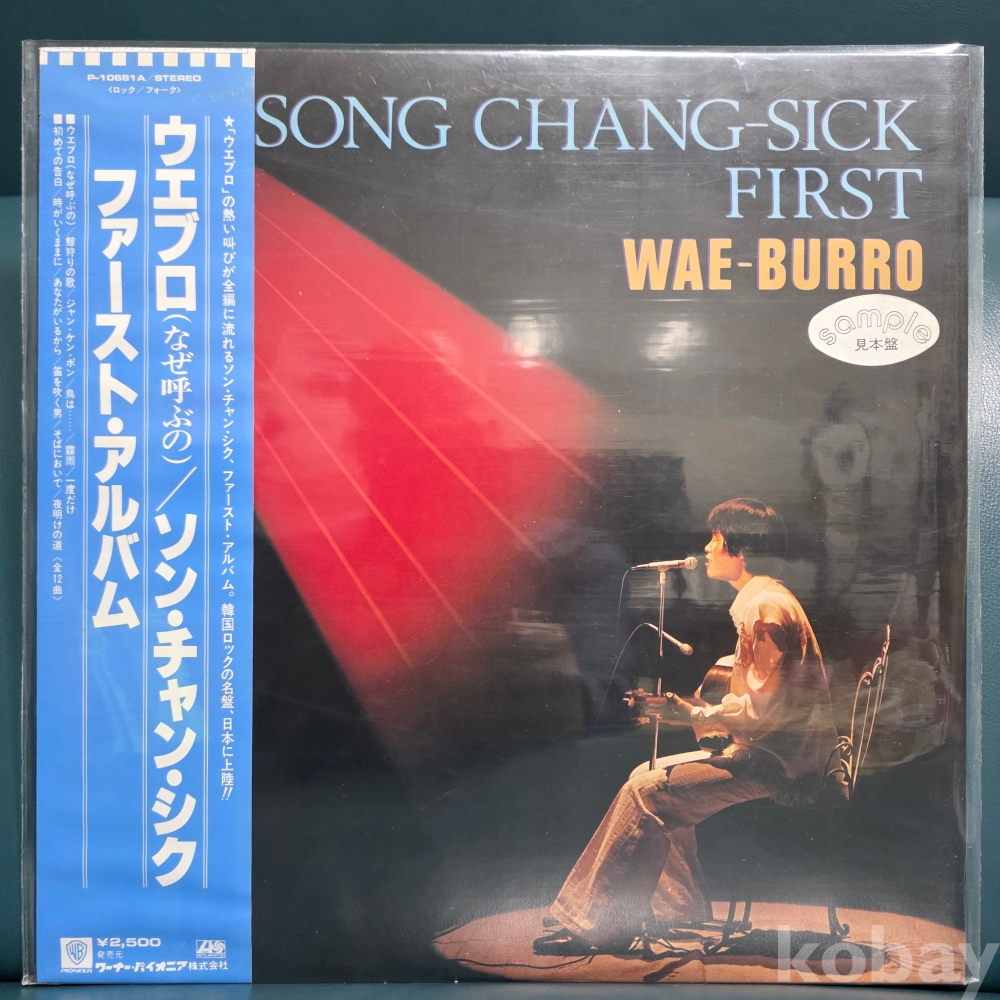 P-10681A/STEREO
〈ロック/フォーク〉
★「ウエブロ」の熱い叫びが全編に流れるソン・チャン・シク、ファースト・アルバム。韓国ロックの名盤、日本に上陸!!
ウエブロ(なぜ呼ぶの)/ソン・チャン・シク
ファースト・アルバム
■ウエブロ(なぜ呼ぶの)/鯨狩りの歌/ジャン・ケン・ポン/鳥は……/霧雨/一度だけ
■初めての告白/時がいくままに/あなたがいるから/笛を吹く男/そばにおいて/夜明けの道〈全12曲〉
¥2,500
発売元
ワーナー・パイオニア株式会社
WB
PIONEER
ATLANTIC
SONG CHANG-SICK
FIRST
WAE-BURRO
sample
見本盤
kobay